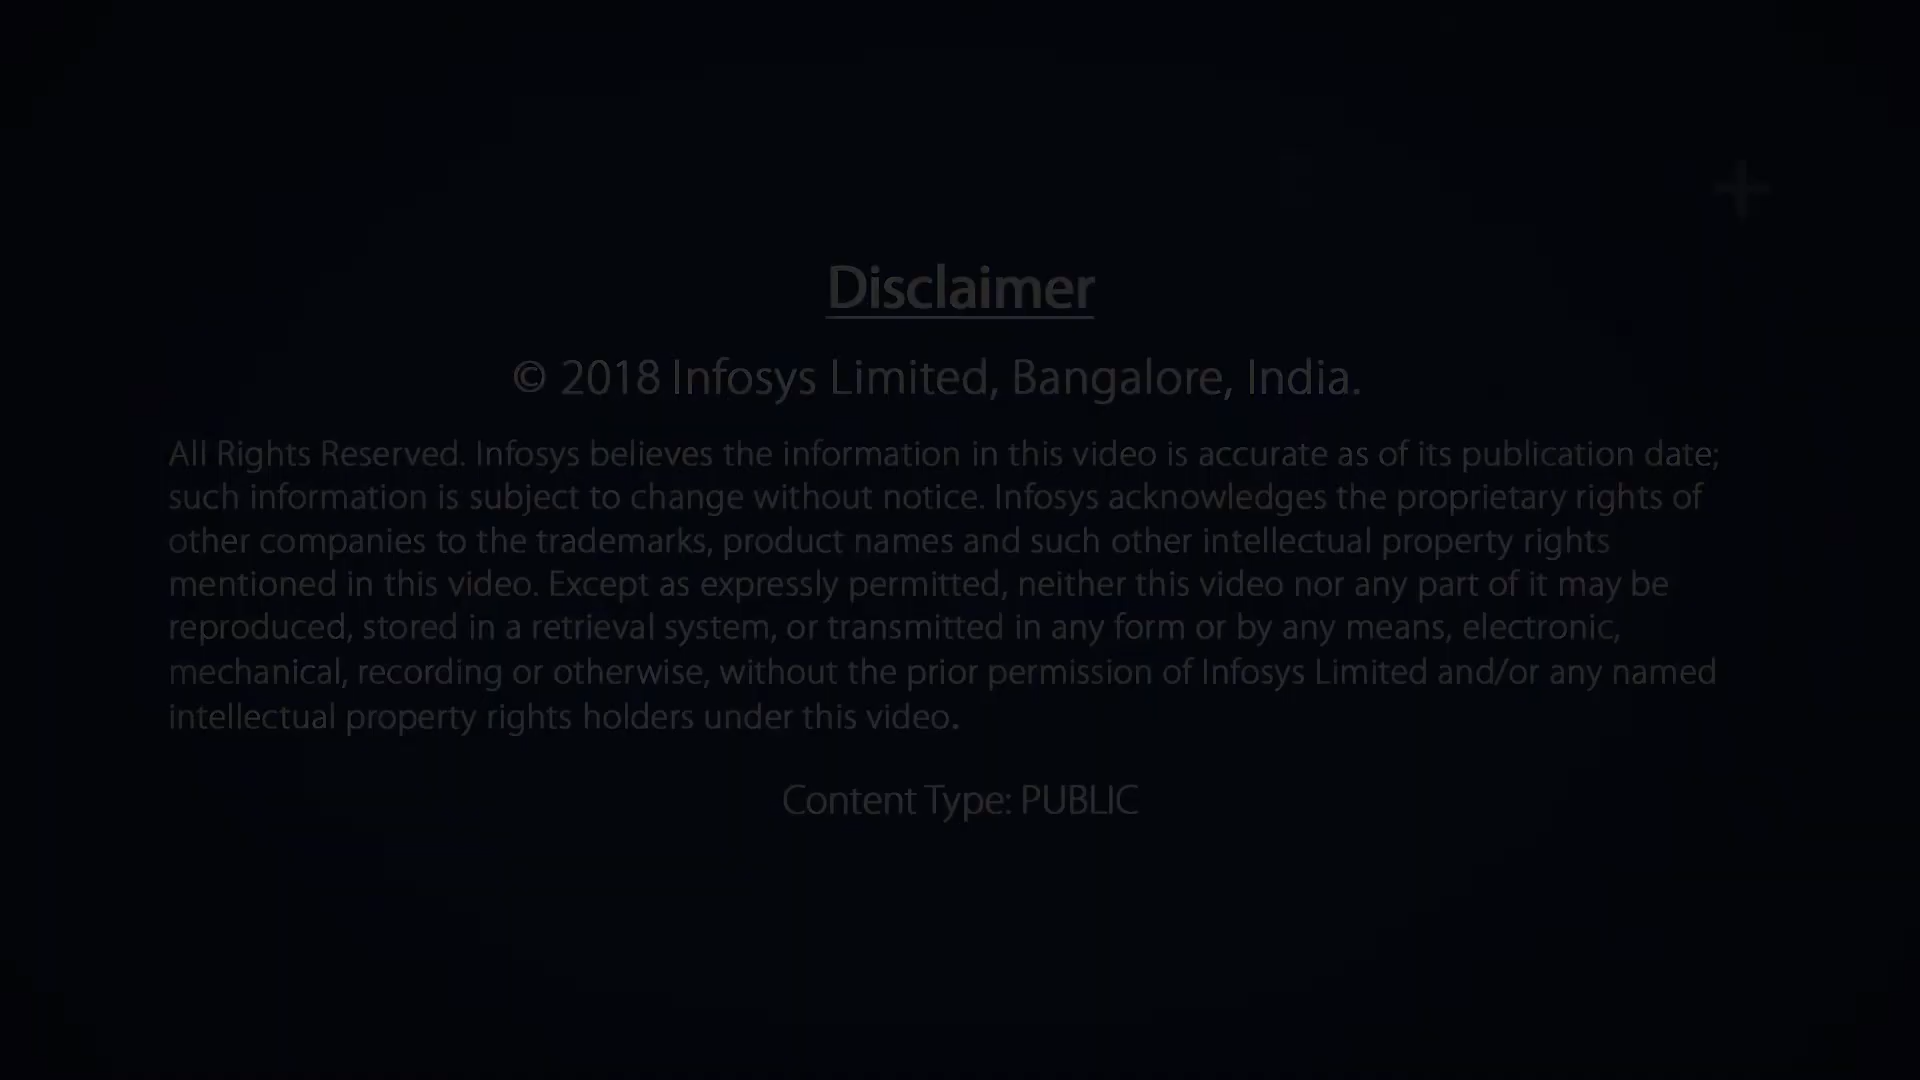 Disclaimer
© 2018 Infosys Limited, Bangalore, India.
All Rights Reserved. Infosys believes the information in this video is accurate as of its publication date;
such information is subject to change without notice. Infosys acknowledges the proprietary rights of
other companies to the trademarks, product names and such other intellectual property rights
mentioned in this video. Except as expressly permitted, neither this video nor any part of it may be
reproduced, stored in a retrieval system, or transmitted in any form or by any means, electronic,
mechanical, recording or otherwise, without the prior permission of Infosys Limited and/or any named
intellectual property rights holders under this video.
Content Type: PUBLIC